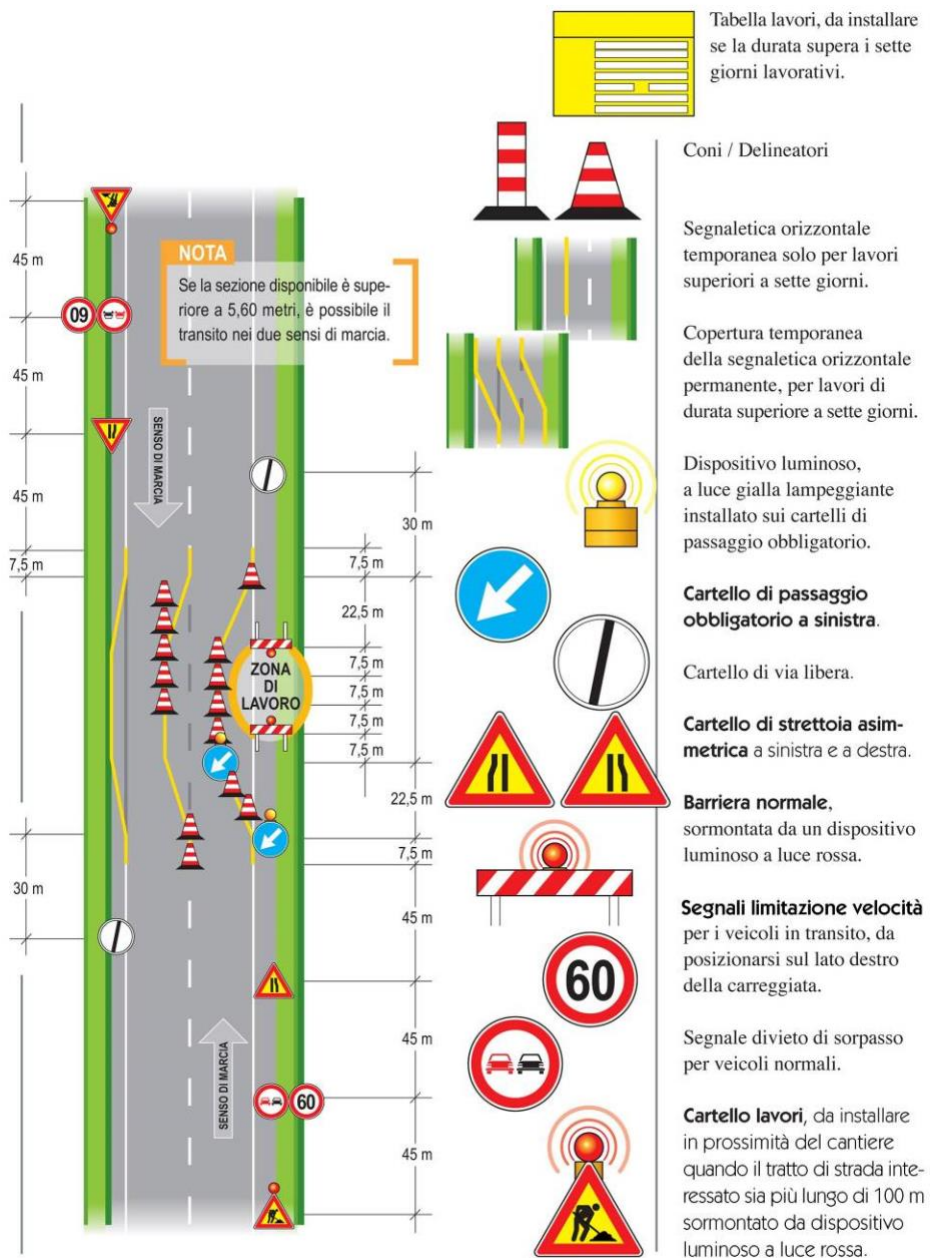 Tabella lavori, da installare
se la durata supera i sette
giorni lavorativi.
Coni / Delineatori
Segnaletica orizzontale
temporanea solo per lavori
superiori a sette giorni.
Copertura temporanea
della segnaletica orizzontale
permanente, per lavori di
durata superiore a sette giorni.
Dispositivo luminoso,
a luce gialla lampeggiante
installato sui cartelli di
passaggio obbligatorio.
Cartello di passaggio
obbligatorio a sinistra.
Cartello di via libera.
Cartello di strettoia asim-
metrica a sinistra e a destra.
Barriera normale,
sormontata da un dispositivo
luminoso a luce rossa.
Segnali limitazione velocità
per i veicoli in transito, da
posizionarsi sul lato destro
della carreggiata.
60
Segnale divieto di sorpasso
per veicoli normali.
Cartello lavori, da installare
in prossimità del cantiere
quando il tratto di strada inte-
ressato sia più lungo di 100 m
sormontato da dispositivo
luminoso a luce rossa.
NOTA
Se la sezione disponibile è supe-
riore a 5,60 metri, è possibile il
transito nei due sensi di marcia.
45 m
60
45 m
SENSO DI MARCIA
45 m
7,5 m
30 m
30 m
7,5 m
22,5 m
7,5 m
7,5 m
7,5 m
7,5 m
ZONA
DI
LAVORO
22,5 m
7,5 m
45 m
45 m
SENSO DI MARCIA
60
45 m